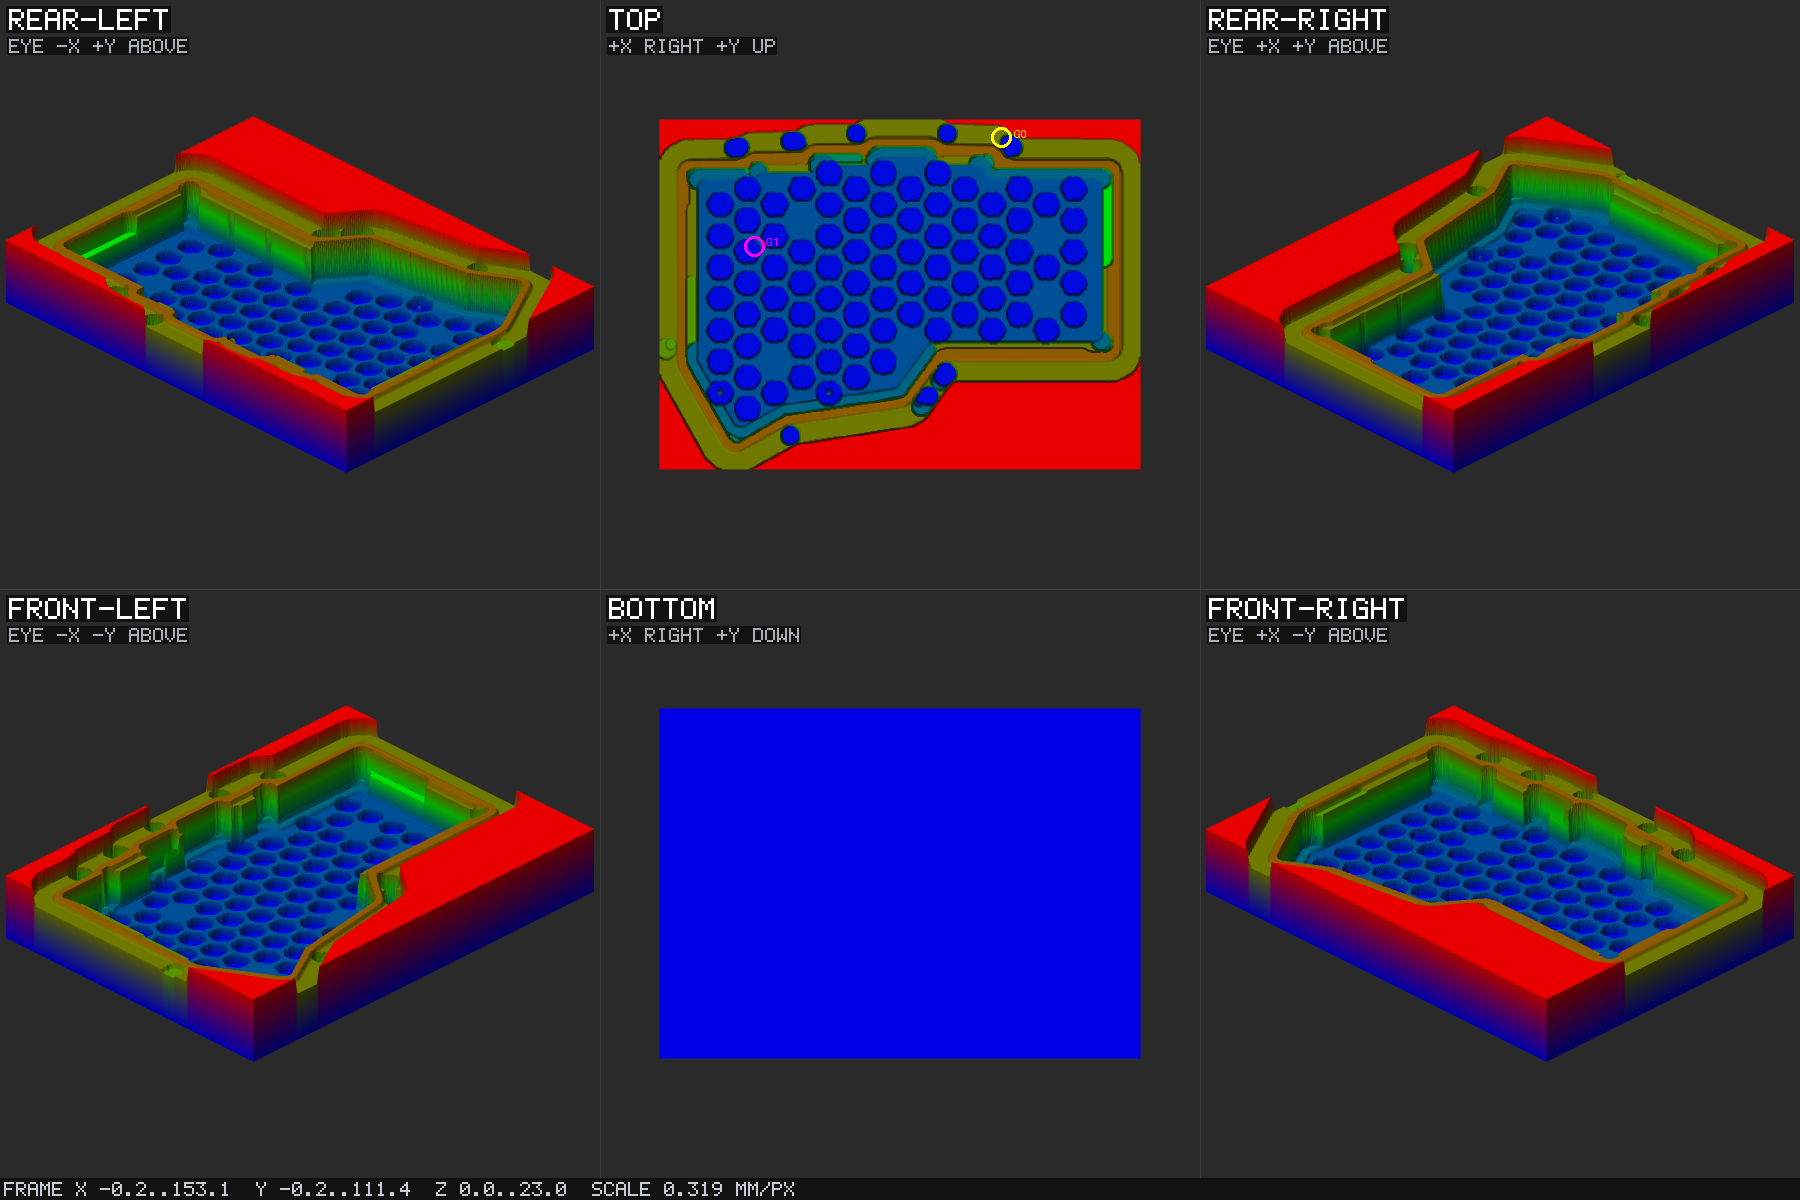 REAR-LEFT
EYE -X +Y ABOVE
TOP
+X RIGHT +Y UP
REAR-RIGHT
EYE +X +Y ABOVE
G0
G1
FRONT-LEFT
EYE -X -Y ABOVE
BOTTOM
+X RIGHT +Y DOWN
FRONT-RIGHT
EYE +X -Y ABOVE
FRAME X -0.2..153.1 Y -0.2..111.4 Z 0.0..23.0 SCALE 0.319 MM/PX